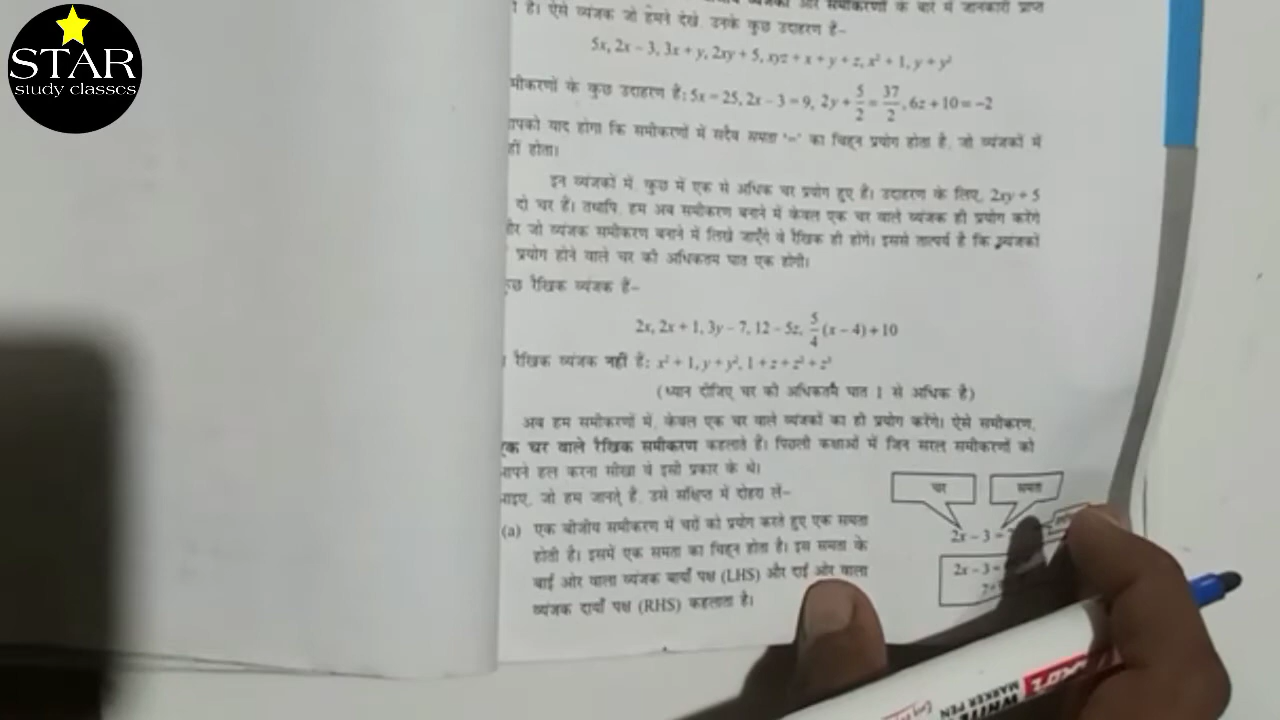 STAR
study classes
और समीकरणों के बारे में जानकारी प्राप्त
है। ऐसे व्यंजक जो हमने देखे, उनके कुछ उदाहरण हैं–
5x, 2x – 3, 3x + y, 2xy + 5, xyz + x + y + z, x² + 1, y + y²
मीकरणों के कुछ उदाहरण हैं: 5x = 25, 2x – 3 = 9, 2y + 5/2 = 37/2, 6z + 10 = –2
आपको याद होगा कि समीकरणों में सदैव समता '=' का चिह्न प्रयोग होता है, जो व्यंजकों में
हीं होता।
इन व्यंजकों में, कुछ में एक से अधिक चर प्रयोग हुए हैं। उदाहरण के लिए, 2xy + 5
दो चर हैं। तथापि, हम अब समीकरण बनाने में केवल एक चर वाले व्यंजक ही प्रयोग करेंगे
और जो व्यंजक समीकरण बनाने में लिखे जाएँगे वे रैखिक ही होंगे। इससे तात्पर्य है कि व्यंजकों
प्रयोग होने वाले चर की अधिकतम घात एक होगी।
कुछ रैखिक व्यंजक हैं–
2x, 2x + 1, 3y – 7, 12 – 5z, 5/4 (x – 4) + 10
रैखिक व्यंजक नहीं हैं: x² + 1, y + y², 1 + z + z² + z³
(ध्यान दीजिए चर की अधिकतम घात 1 से अधिक है)
अब हम समीकरणों में, केवल एक चर वाले व्यंजकों का ही प्रयोग करेंगे। ऐसे समीकरण,
एक चर वाले रैखिक समीकरण कहलाते हैं। पिछली कक्षाओं में जिन सरल समीकरणों को
आपने हल करना सीखा वे इसी प्रकार के थे।
आइए, जो हम जानते हैं, उसे संक्षिप्त में दोहरा लें–
(a) एक बीजीय समीकरण में चरों को प्रयोग करते हुए एक समता
होती है। इसमें एक समता का चिह्न होता है। इस समता के
बाईं ओर वाला व्यंजक बायाँ पक्ष (LHS) और दाईं ओर वाला
व्यंजक दायाँ पक्ष (RHS) कहलाता है।
चर
समता
2x – 3 =
2x – 3 =